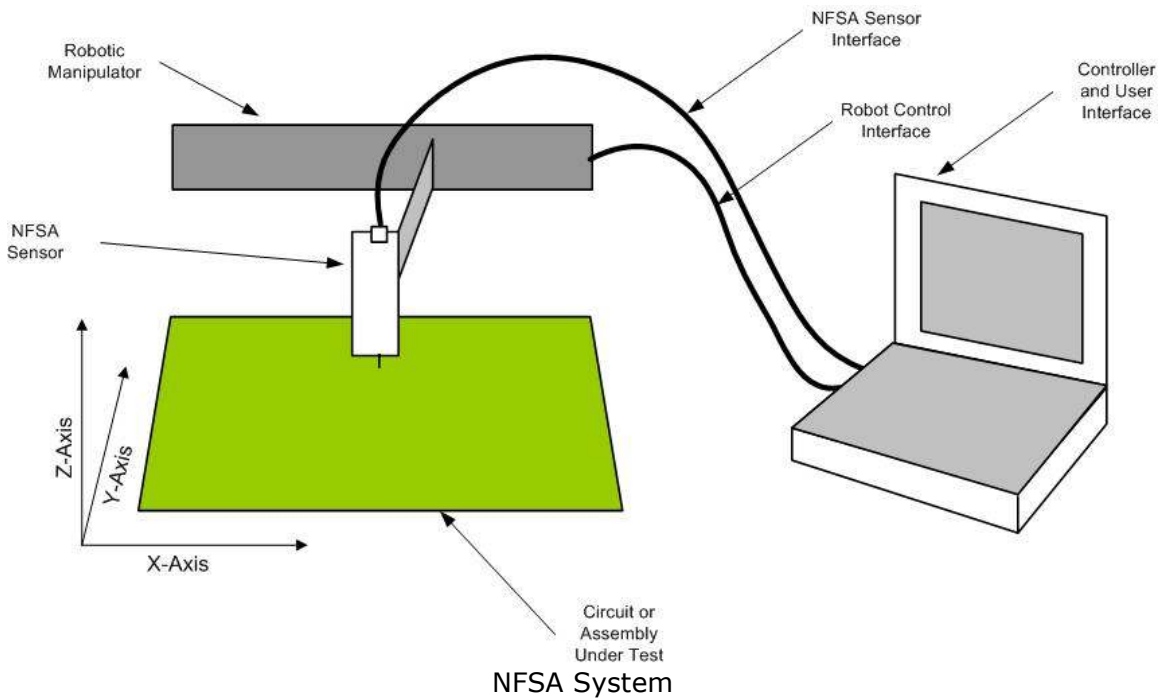 NFSA Sensor
Interface
Robotic
Manipulator
Controller
and User
Interface
Robot Control
Interface
NFSA
Sensor
Z-Axis
Y-Axis
X-Axis
Circuit or
Assembly
Under Test
NFSA System